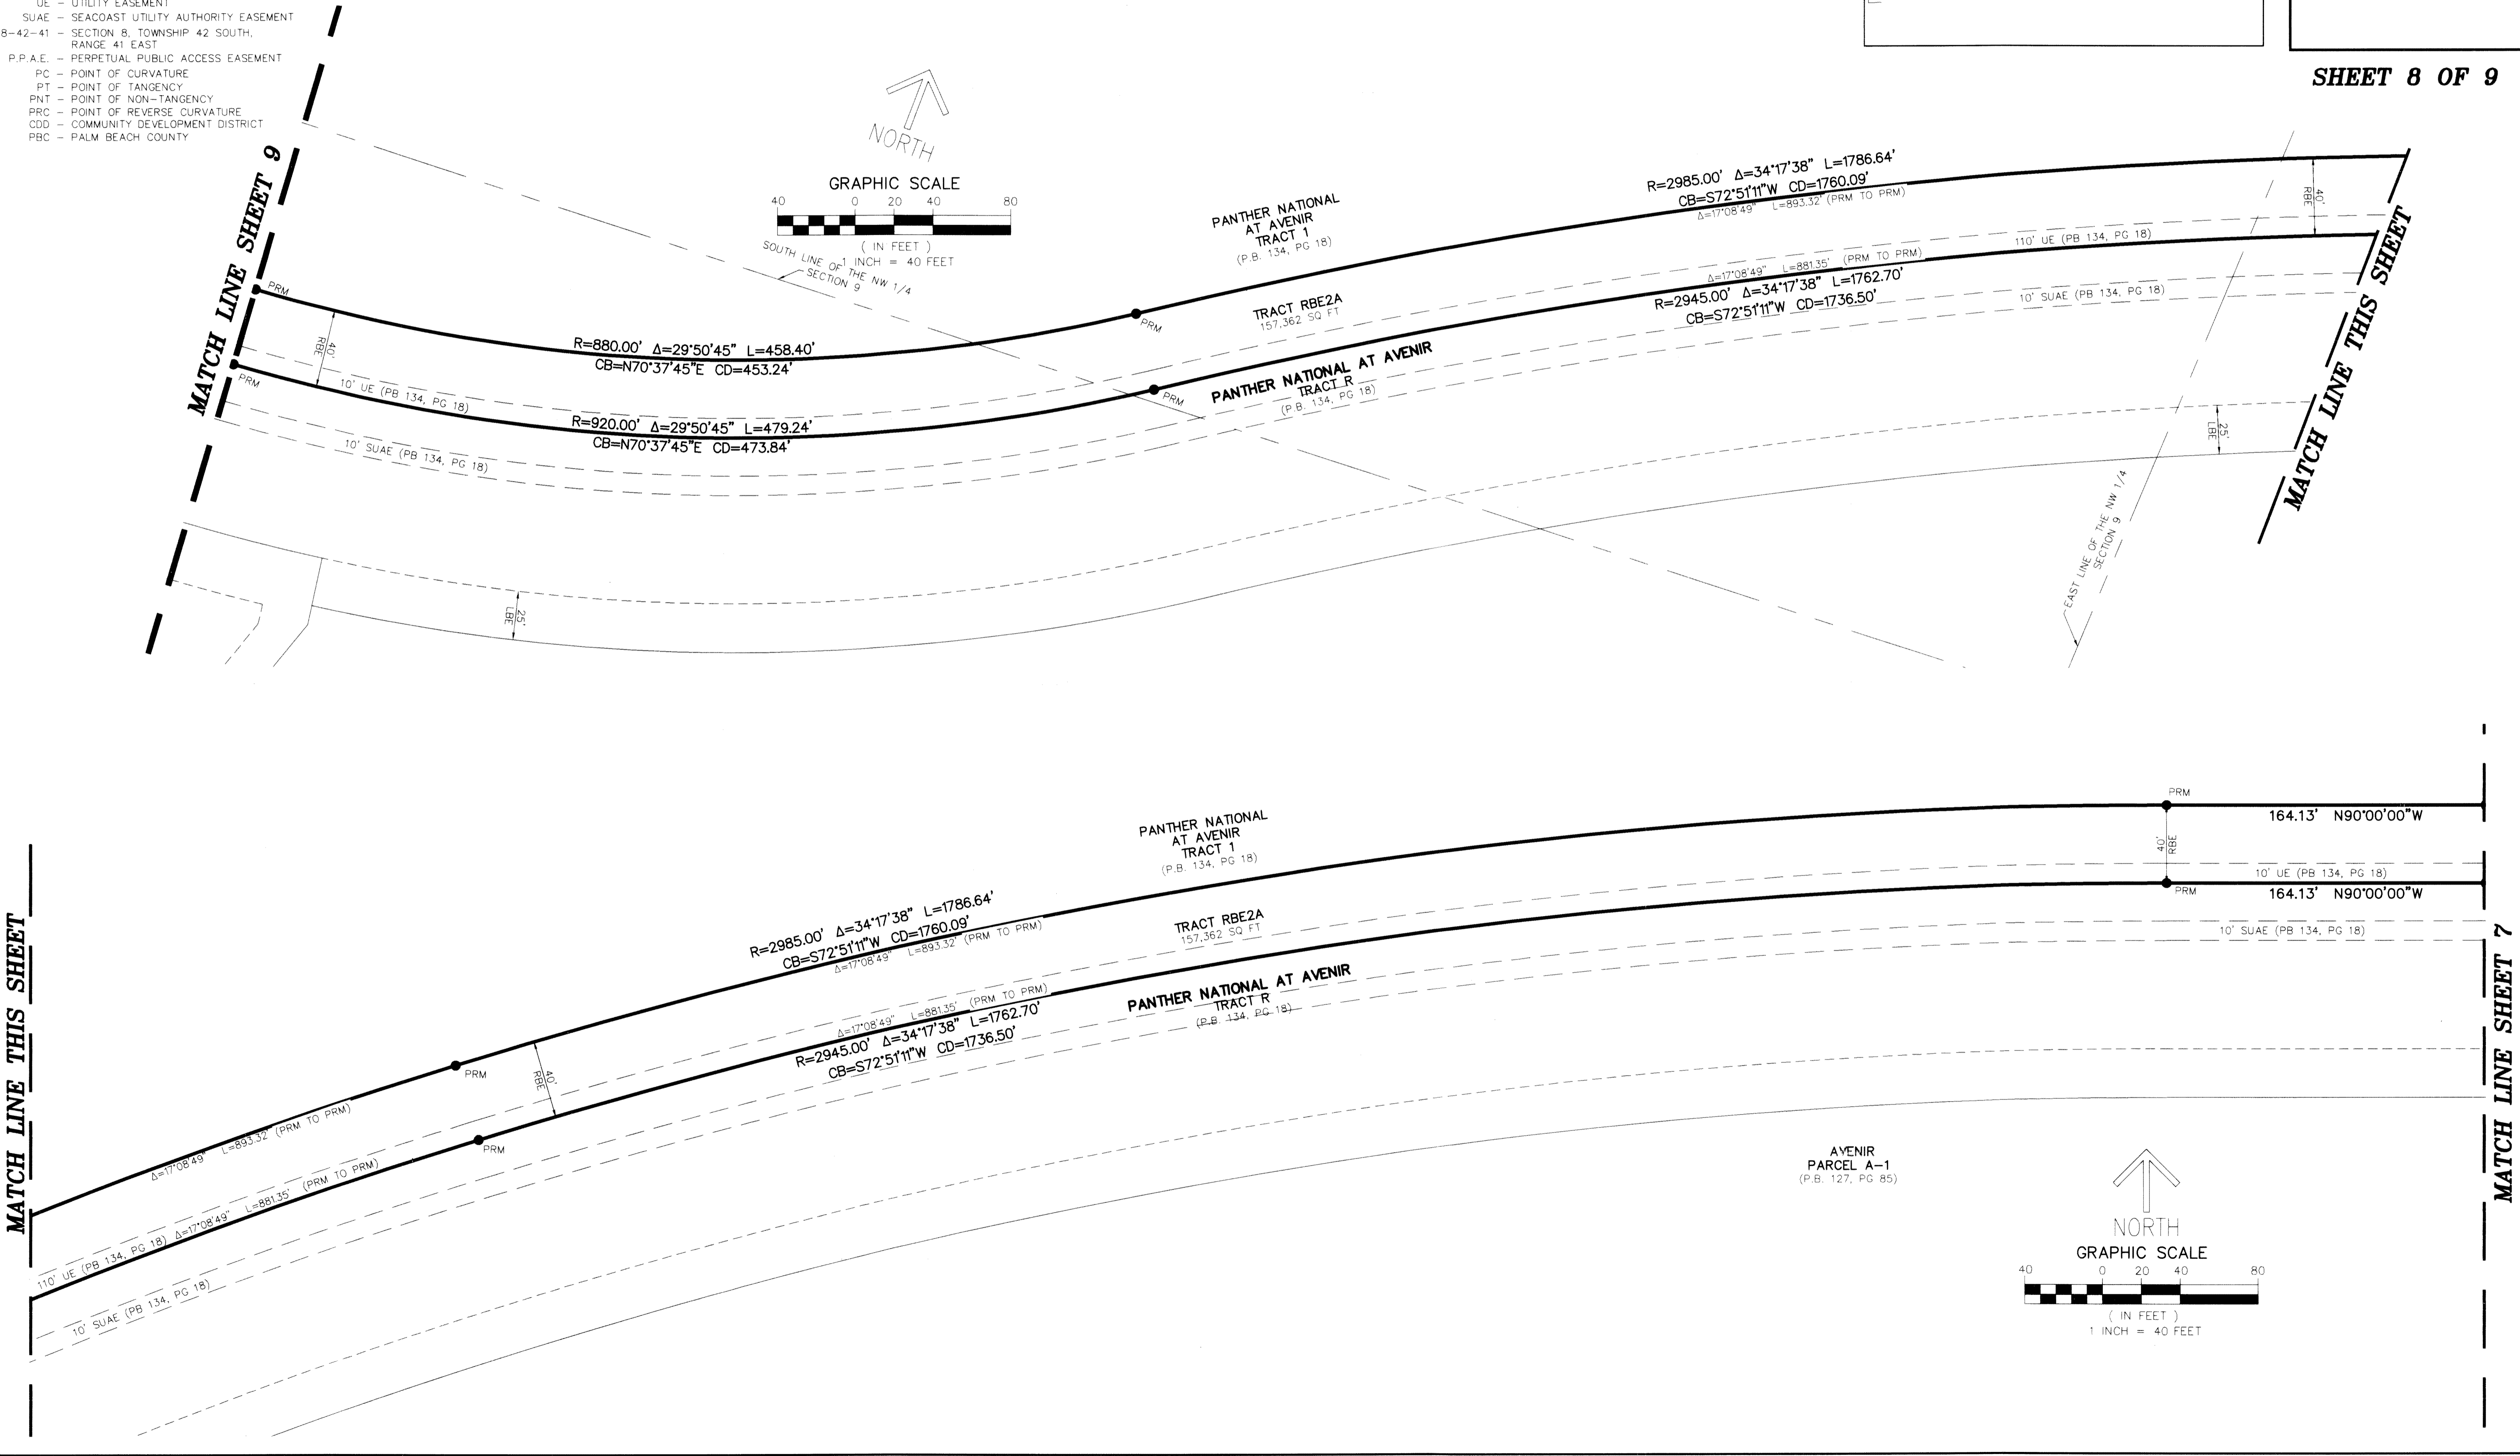 UE – UTILITY EASEMENT
SUAE – SEACOAST UTILITY AUTHORITY EASEMENT
8-42-41 – SECTION 8, TOWNSHIP 42 SOUTH,
RANGE 41 EAST
P.P.A.E. – PERPETUAL PUBLIC ACCESS EASEMENT
PC – POINT OF CURVATURE
PT – POINT OF TANGENCY
PNT – POINT OF NON-TANGENCY
PRC – POINT OF REVERSE CURVATURE
CDD – COMMUNITY DEVELOPMENT DISTRICT
PBC – PALM BEACH COUNTY
SHEET 8 OF 9
MATCH LINE SHEET 9
NORTH
GRAPHIC SCALE
40 0 20 40 80
( IN FEET )
1 INCH = 40 FEET
SOUTH LINE OF THE NW 1/4
SECTION 9
PANTHER NATIONAL
AT AVENIR
TRACT 1
(P.B. 134, PG 18)
R=2985.00' Δ=34°17'38" L=1786.64'
CB=S72°51'11"W CD=1760.09'
Δ=17°08'49" L=893.32' (PRM TO PRM)
40'
RBE
110' UE (PB 134, PG 18)
Δ=17°08'49" L=881.35' (PRM TO PRM)
R=2945.00' Δ=34°17'38" L=1762.70'
CB=S72°51'11"W CD=1736.50'
10' SUAE (PB 134, PG 18)
MATCH LINE THIS SHEET
PRM
PRM
TRACT RBE2A
157,362 SQ FT
40'
RBE
R=880.00' Δ=29°50'45" L=458.40'
CB=N70°37'45"E CD=453.24'
PRM
10' UE (PB 134, PG 18)
PRM
PANTHER NATIONAL AT AVENIR
TRACT R
(P.B. 134, PG 18)
R=920.00' Δ=29°50'45" L=479.24'
CB=N70°37'45"E CD=473.84'
10' SUAE (PB 134, PG 18)
25'
LBE
EAST LINE OF THE NW 1/4
SECTION 9
25'
LBE
PRM
164.13' N90°00'00"W
PANTHER NATIONAL
AT AVENIR
TRACT 1
(P.B. 134, PG 18)
40'
RBE
10' UE (PB 134, PG 18)
PRM
164.13' N90°00'00"W
R=2985.00' Δ=34°17'38" L=1786.64'
CB=S72°51'11"W CD=1760.09'
Δ=17°08'49" L=893.32' (PRM TO PRM)
TRACT RBE2A
157,362 SQ FT
10' SUAE (PB 134, PG 18)
MATCH LINE THIS SHEET
MATCH LINE SHEET 7
Δ=17°08'49" L=881.35' (PRM TO PRM)
R=2945.00' Δ=34°17'38" L=1762.70'
CB=S72°51'11"W CD=1736.50'
PANTHER NATIONAL AT AVENIR
TRACT R
(P.B. 134, PG 18)
PRM
40'
RBE
PRM
Δ=17°08'49" L=893.32' (PRM TO PRM)
110' UE (PB 134, PG 18) Δ=17°08'49" L=881.35' (PRM TO PRM)
10' SUAE (PB 134, PG 18)
AVENIR
PARCEL A-1
(P.B. 127, PG 85)
NORTH
GRAPHIC SCALE
40 0 20 40 80
( IN FEET )
1 INCH = 40 FEET